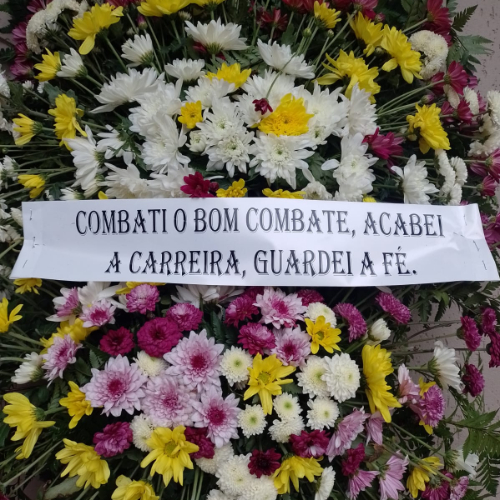 COMBATI O BOM COMBATE, ACABEI
A CARREIRA, GUARDEI A FÉ.